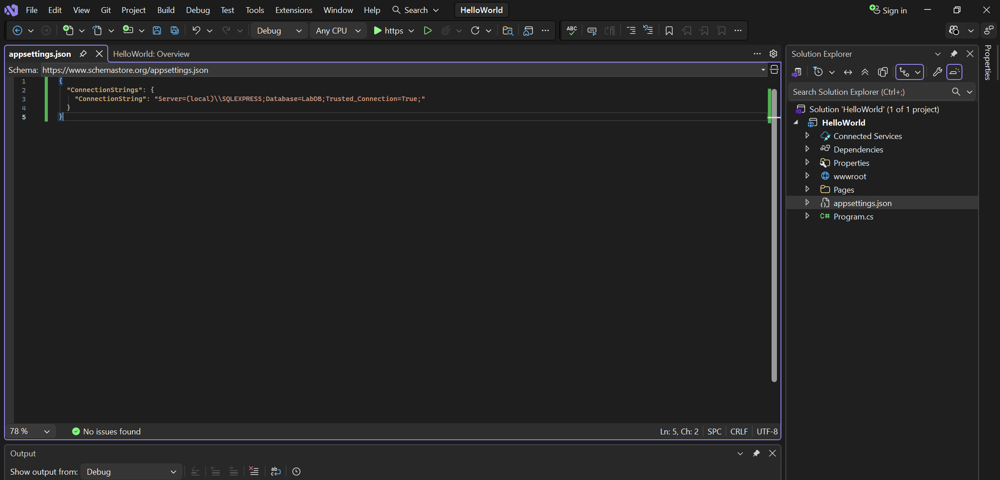 File Edit View Git Project Build Debug Test Tools Extensions Window Help Search HelloWorld Sign in
Debug Any CPU https ABC
appsettings.json HelloWorld: Overview
Schema: https://www.schemastore.org/appsettings.json
1 {
2 "ConnectionStrings": {
3 "ConnectionString": "Server=(local)\\SQLEXPRESS;Database=LabDB;Trusted_Connection=True;"
4 }
5 }
78 % No issues found Ln: 5, Ch: 2 SPC CRLF UTF-8
Output
Show output from: Debug
Solution Explorer
Search Solution Explorer (Ctrl+;)
Solution 'HelloWorld' (1 of 1 project)
HelloWorld
Connected Services
Dependencies
Properties
wwwroot
Pages
appsettings.json
C# Program.cs
Properties